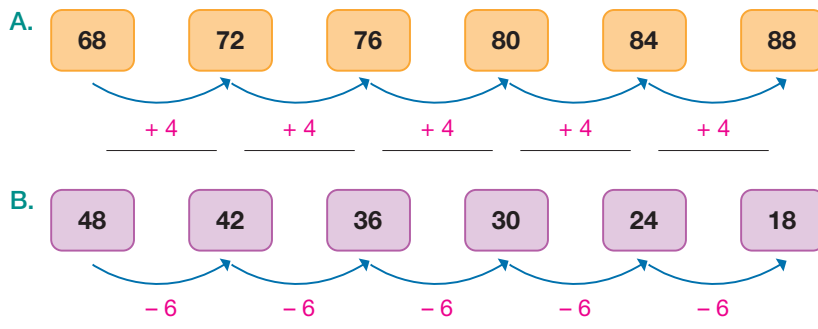 A. 68 72 76 80 84 88
+ 4 + 4 + 4 + 4 + 4
B. 48 42 36 30 24 18
– 6 – 6 – 6 – 6 – 6